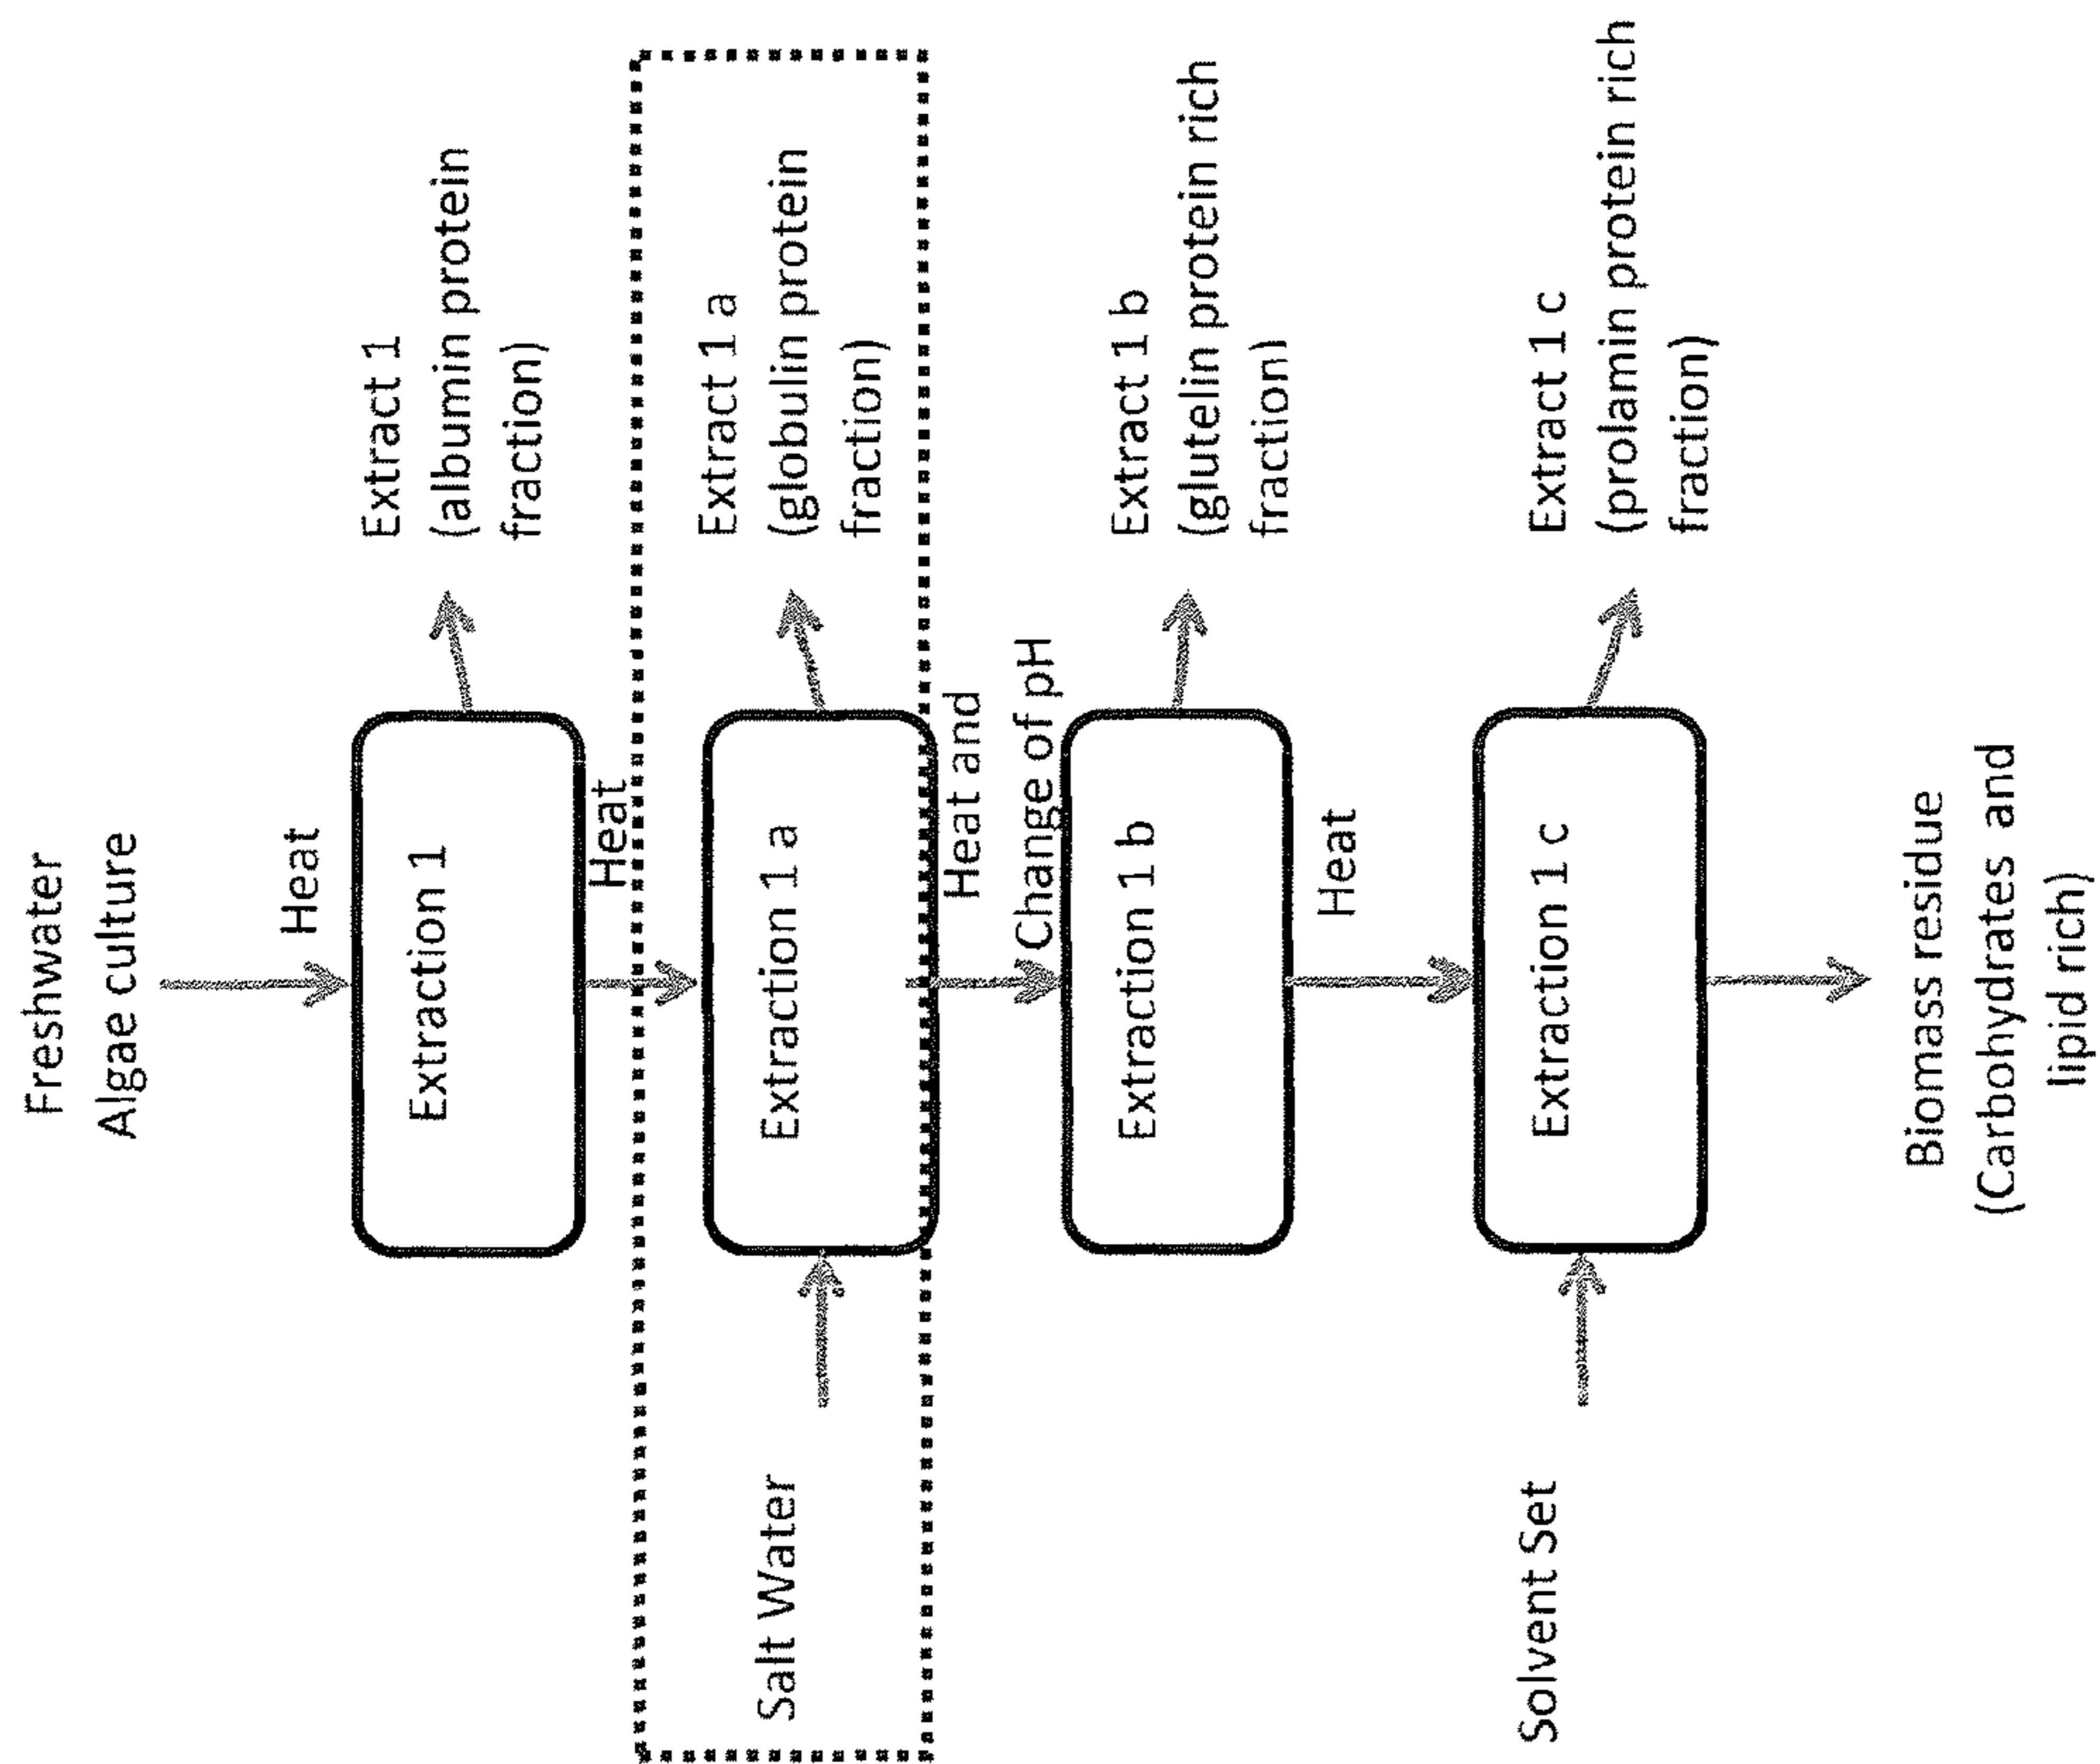 Freshwater
Algae culture
Heat
Extraction 1
Extract 1
(albumin protein
fraction)
Heat
Salt Water
Extraction 1 a
Extract 1 a
(globulin protein
fraction)
Heat and
Change of pH
Extraction 1 b
Extract 1 b
(glutelin protein rich
fraction)
Heat
Solvent Set
Extraction 1 c
Extract 1 c
(prolamin protein rich
fraction)
Biomass residue
(Carbohydrates and
lipid rich)